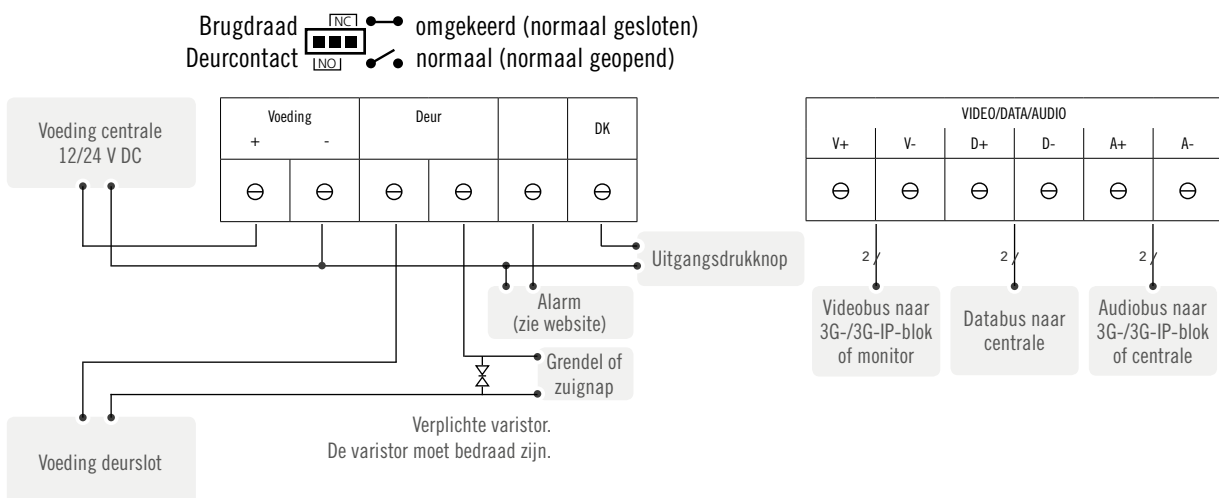 Brugdraad NC omgekeerd (normaal gesloten)
Deurcontact NO normaal (normaal geopend)
Voeding centrale
12/24 V DC
Voeding
+ -
Deur
DK
VIDEO/DATA/AUDIO
V+ V- D+ D- A+ A-
Uitgangsdrukknop
Alarm
(zie website)
Grendel of
zuignap
2 2 2
Videobus naar
3G-/3G-IP-blok
of monitor
Databus naar
centrale
Audiobus naar
3G-/3G-IP-blok
of centrale
Verplichte varistor.
De varistor moet bedraad zijn.
Voeding deurslot